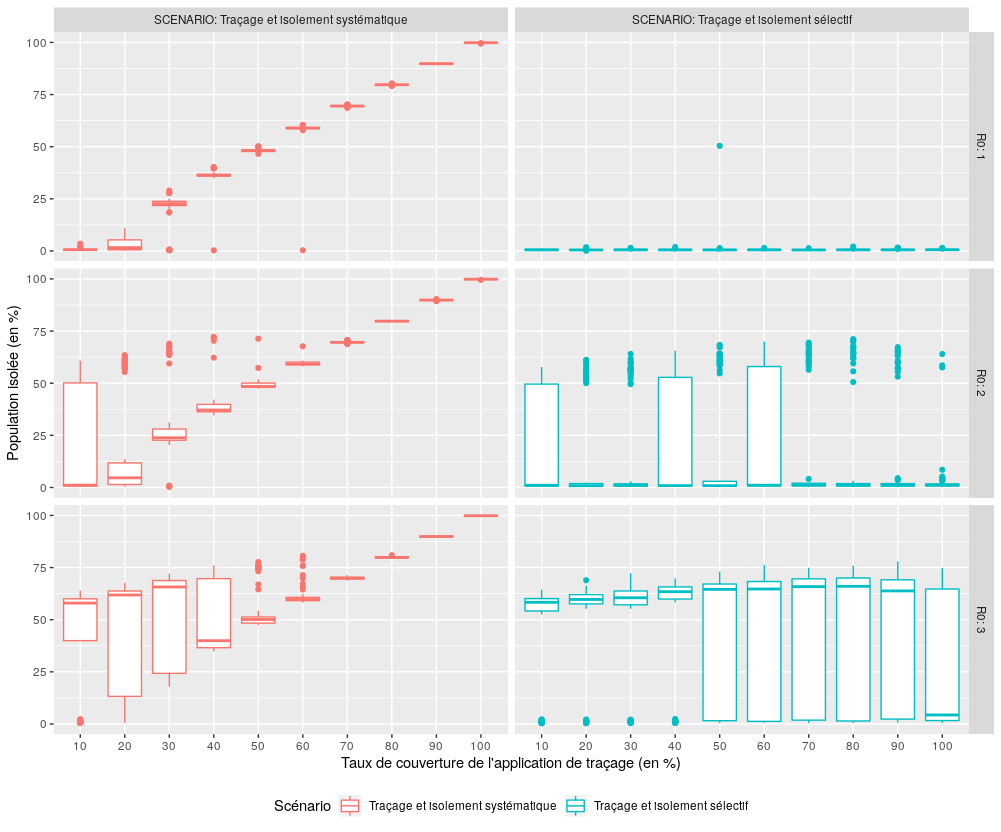 SCENARIO: Traçage et isolement systématique
SCENARIO: Traçage et isolement sélectif
Population isolée (en %)
100
75
50
25
0
R0: 1
100
75
50
25
0
R0: 2
100
75
50
25
0
R0: 3
10 20 30 40 50 60 70 80 90 100
10 20 30 40 50 60 70 80 90 100
Taux de couverture de l'application de traçage (en %)
Scénario
Traçage et isolement systématique
Traçage et isolement sélectif